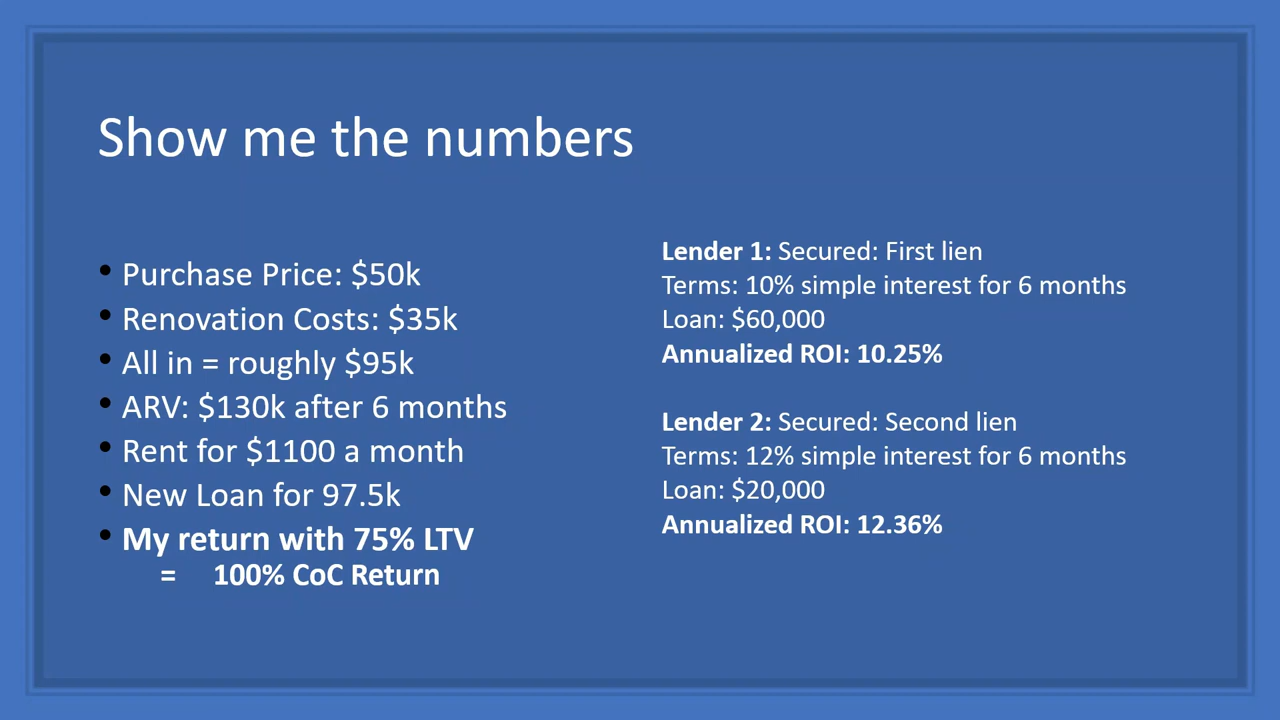 Show me the numbers
• Purchase Price: $50k
• Renovation Costs: $35k
• All in = roughly $95k
• ARV: $130k after 6 months
• Rent for $1100 a month
• New Loan for 97.5k
• My return with 75% LTV
= 100% CoC Return
Lender 1: Secured: First lien
Terms: 10% simple interest for 6 months
Loan: $60,000
Annualized ROI: 10.25%
Lender 2: Secured: Second lien
Terms: 12% simple interest for 6 months
Loan: $20,000
Annualized ROI: 12.36%